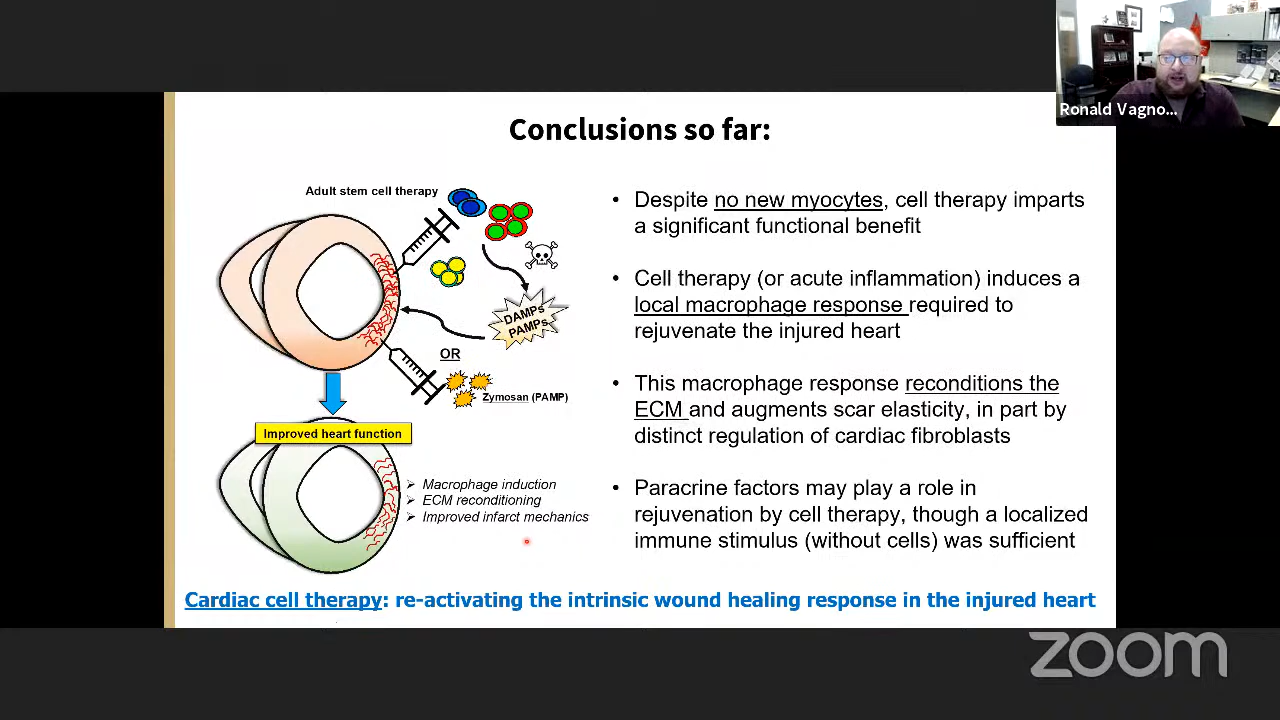 Ronald Vagno...
Conclusions so far:
Adult stem cell therapy
DAMPs
PAMPs
OR
Zymosan (PAMP)
Improved heart function
➢ Macrophage induction
➢ ECM reconditioning
➢ Improved infarct mechanics
• Despite no new myocytes, cell therapy imparts
a significant functional benefit
• Cell therapy (or acute inflammation) induces a
local macrophage response required to
rejuvenate the injured heart
• This macrophage response reconditions the
ECM and augments scar elasticity, in part by
distinct regulation of cardiac fibroblasts
• Paracrine factors may play a role in
rejuvenation by cell therapy, though a localized
immune stimulus (without cells) was sufficient
Cardiac cell therapy: re-activating the intrinsic wound healing response in the injured heart
zoom